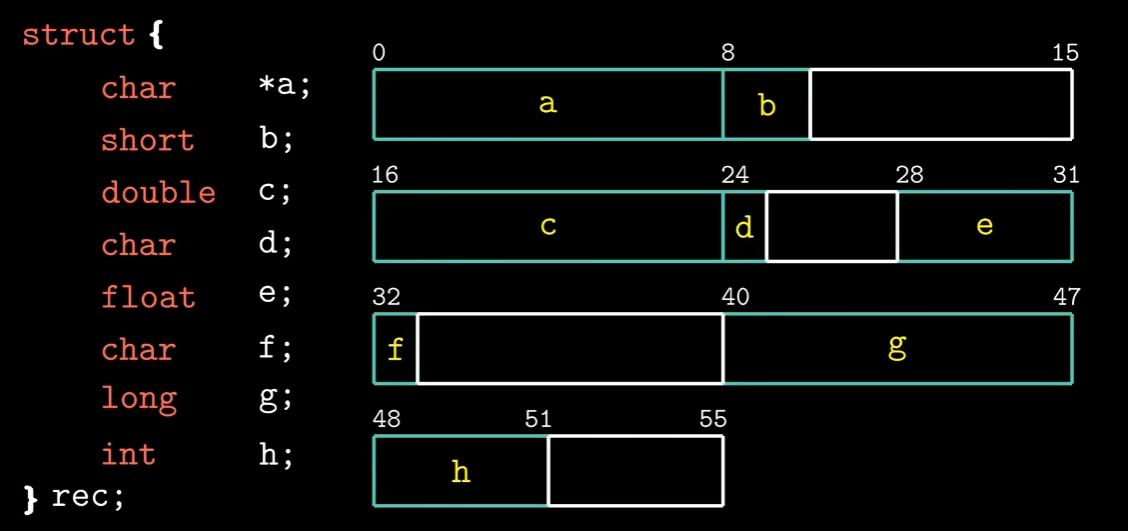 struct {
char *a;
short b;
double c;
char d;
float e;
char f;
long g;
int h;
} rec;
0 8 15
a b
16 24 28 31
c d e
32 40 47
f g
48 51 55
h